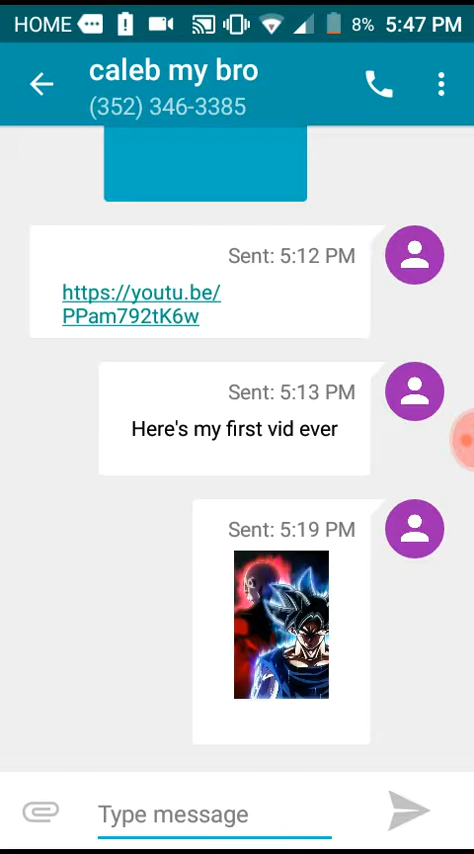 HOME 8% 5:47 PM
caleb my bro
(352) 346-3385
Sent: 5:12 PM
https://youtu.be/
PPam792tK6w
Sent: 5:13 PM
Here's my first vid ever
Sent: 5:19 PM
Type message